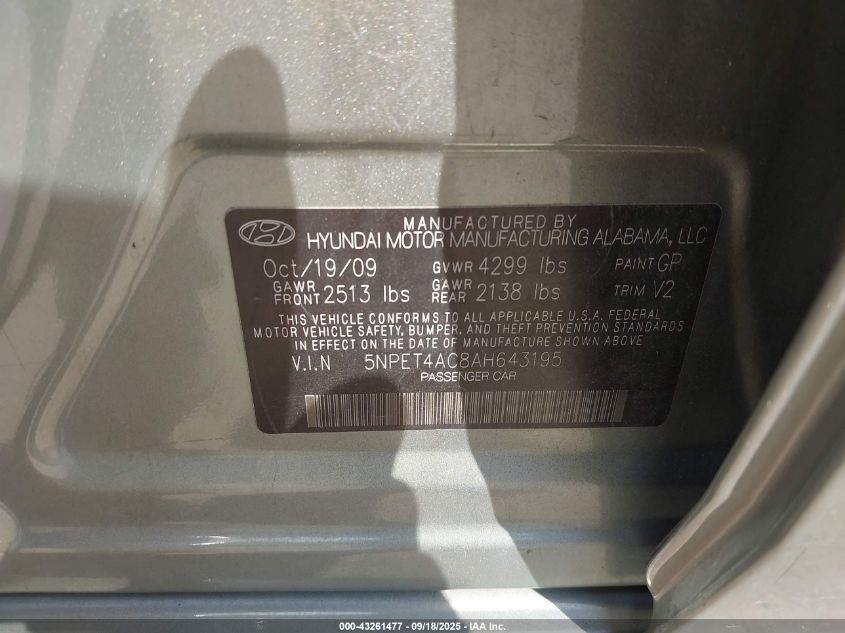 MANUFACTURED BY
HYUNDAI MOTOR MANUFACTURING ALABAMA, LLC
Oct/19/09 GVWR 4299 lbs PAINT GP
GAWR FRONT 2513 lbs GAWR REAR 2138 lbs TRIM V2
THIS VEHICLE CONFORMS TO ALL APPLICABLE U.S.A. FEDERAL
MOTOR VEHICLE SAFETY, BUMPER, AND THEFT PREVENTION STANDARDS
IN EFFECT ON THE DATE OF MANUFACTURE SHOWN ABOVE
V.I.N 5NPET4AC8AH643195
PASSENGER CAR
000-43261477 - 09/18/2025 - IAA Inc.